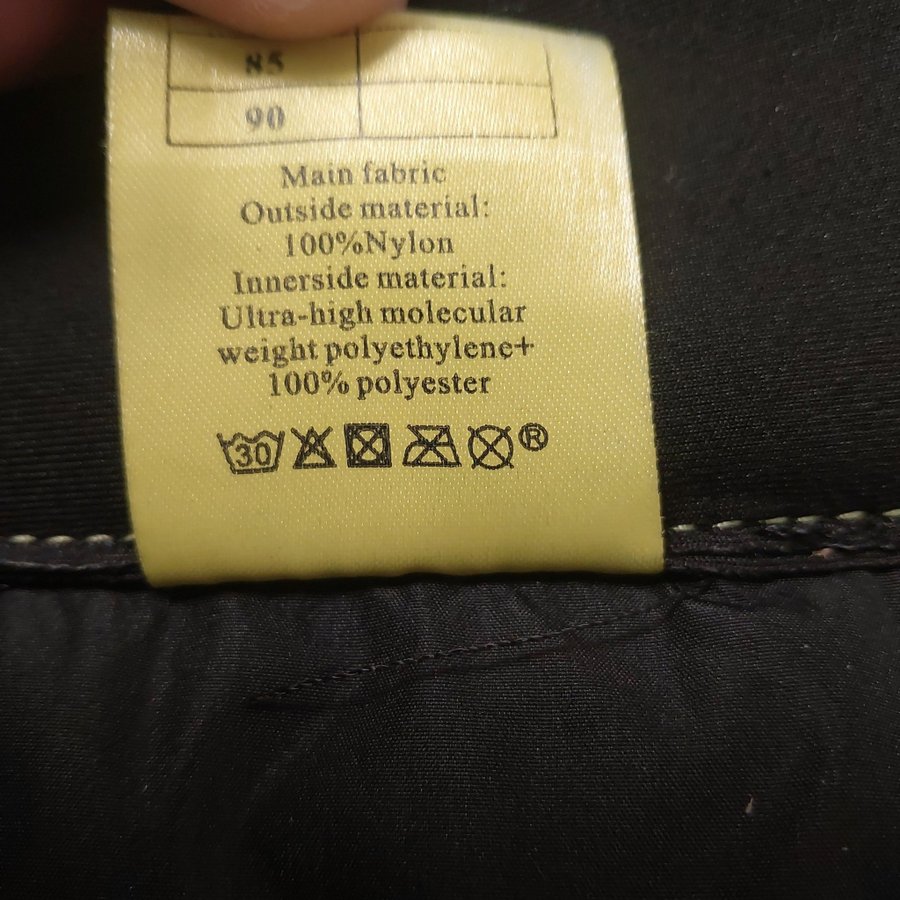 85
90
Main fabric
Outside material:
100%Nylon
Innerside material:
Ultra-high molecular
weight polyethylene+
100% polyester
30 ®